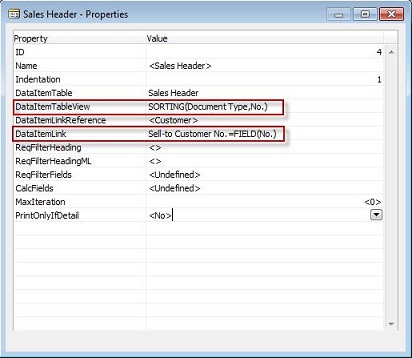 Sales Header - Properties
Property Value
ID 4
Name <Sales Header>
Indentation 1
DataItemTable Sales Header
DataItemTableView SORTING(Document Type,No.)
DataItemLinkReference <Customer>
DataItemLink Sell-to Customer No.=FIELD(No.)
ReqFilterHeading <>
ReqFilterHeadingML <>
ReqFilterFields <Undefined>
CalcFields <Undefined>
MaxIteration <0>
PrintOnlyIfDetail <No>